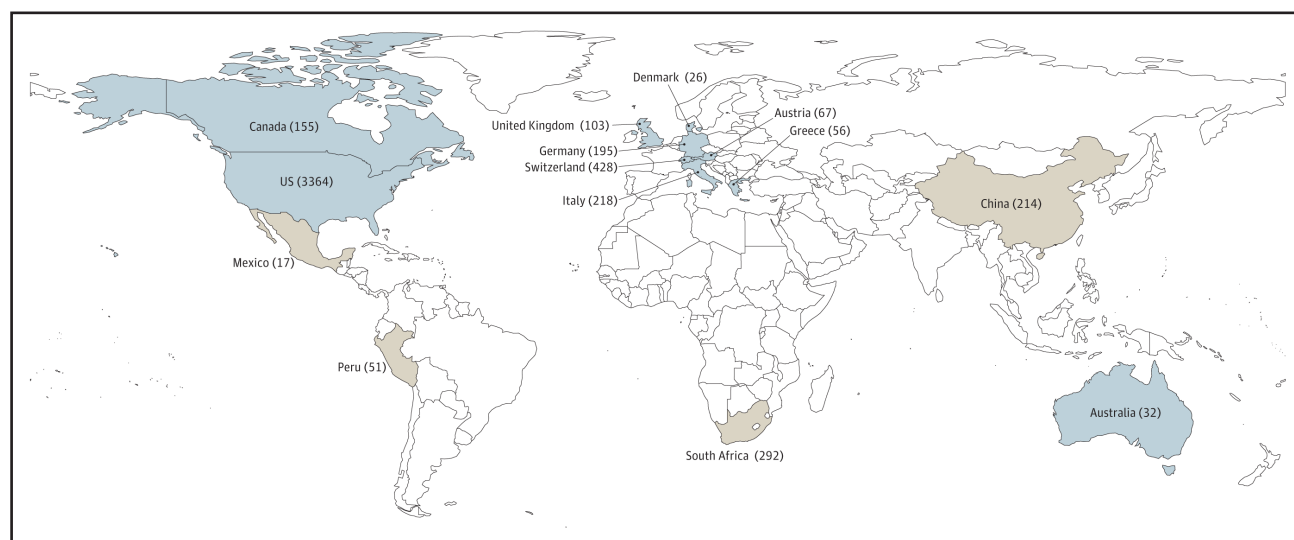 Denmark (26)
Austria (67)
United Kingdom (103)
Greece (56)
Canada (155)
Germany (195)
Switzerland (428)
US (3364)
Italy (218)
China (214)
Mexico (17)
Peru (51)
Australia (32)
South Africa (292)